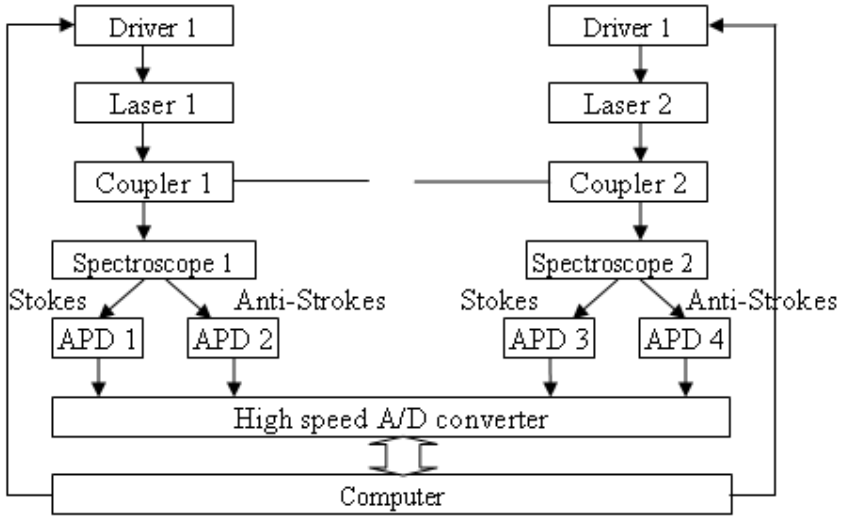 Driver 1 Driver 1
Laser 1 Laser 2
Coupler 1 Coupler 2
Spectroscope 1 Spectroscope 2
Stokes Anti-Strokes Stokes Anti-Strokes
APD 1 APD 2 APD 3 APD 4
High speed A/D converter
Computer